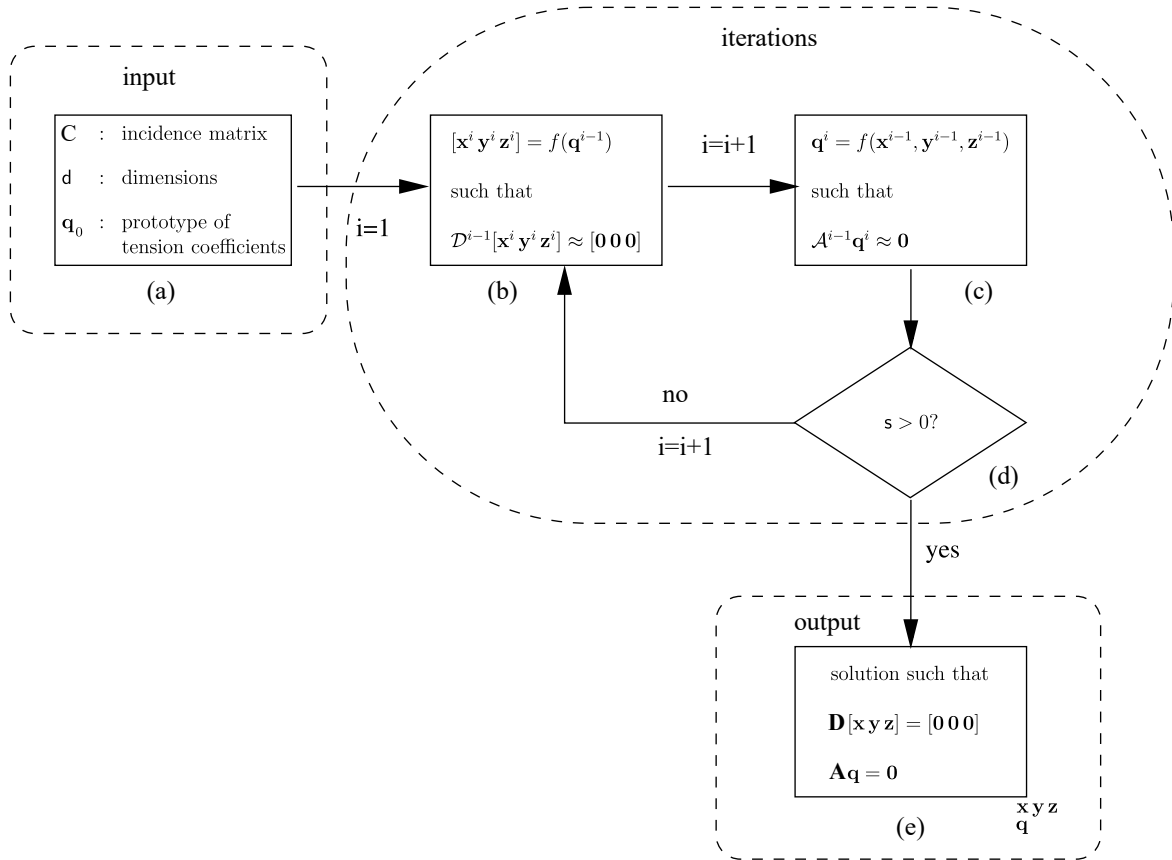 iterations
input
C : incidence matrix
d : dimensions
q₀ : prototype of
tension coefficients
(a)
i=1
[xⁱ yⁱ zⁱ] = f(qⁱ⁻¹)
such that
𝒟ⁱ⁻¹[xⁱ yⁱ zⁱ] ≈ [0 0 0]
(b)
i=i+1
qⁱ = f(xⁱ⁻¹, yⁱ⁻¹, zⁱ⁻¹)
such that
𝒜ⁱ⁻¹qⁱ ≈ 0
(c)
no
i=i+1
s > 0?
(d)
yes
output
solution such that
D[x y z] = [0 0 0]
Aq = 0
(e)
x y z
q